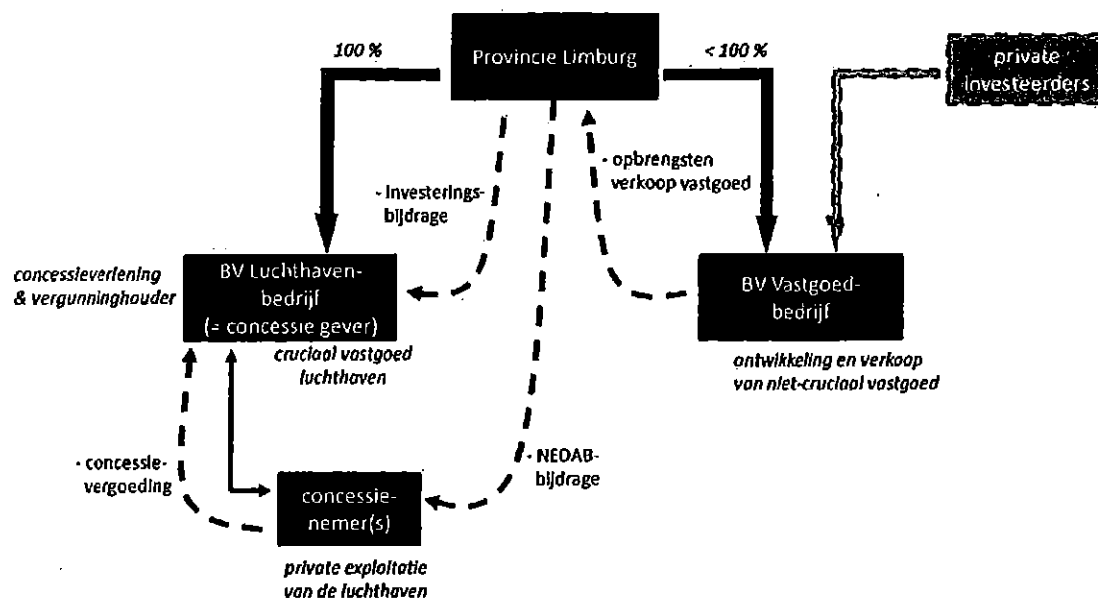 100 %
Provincie Limburg
< 100 %
private
investeerders
- investerings-
bijdrage
- opbrengsten
verkoop vastgoed
concessieverlening
& vergunninghouder
BV Luchthaven-
bedrijf
(= concessie gever)
cruciaal vastgoed
luchthaven
BV Vastgoed-
bedrijf
ontwikkeling en verkoop
van niet-cruciaal vastgoed
- concessie-
vergoeding
concessie-
nemer(s)
- NEDAB-
bijdrage
private exploitatie
van de luchthaven